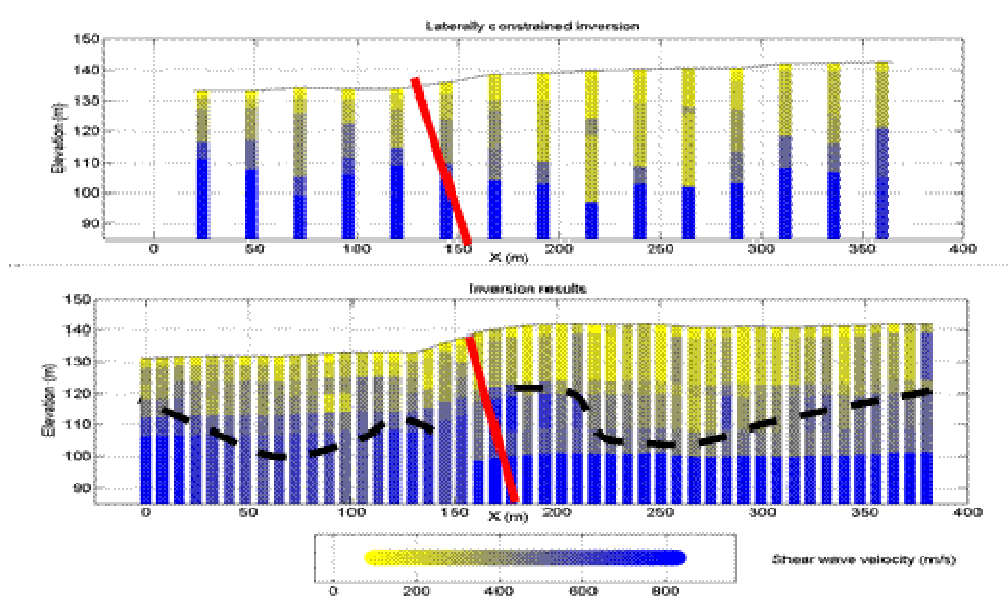 Laterally constrained inversion
150
140
130
120
110
100
90
Elevation (m)
0 50 100 150 200 250 300 350 400
X (m)
Inversion results
150
140
130
120
110
100
90
Elevation (m)
0 50 100 150 200 250 300 350 400
X (m)
0 200 400 600 800
Shear wave velocity (m/s)